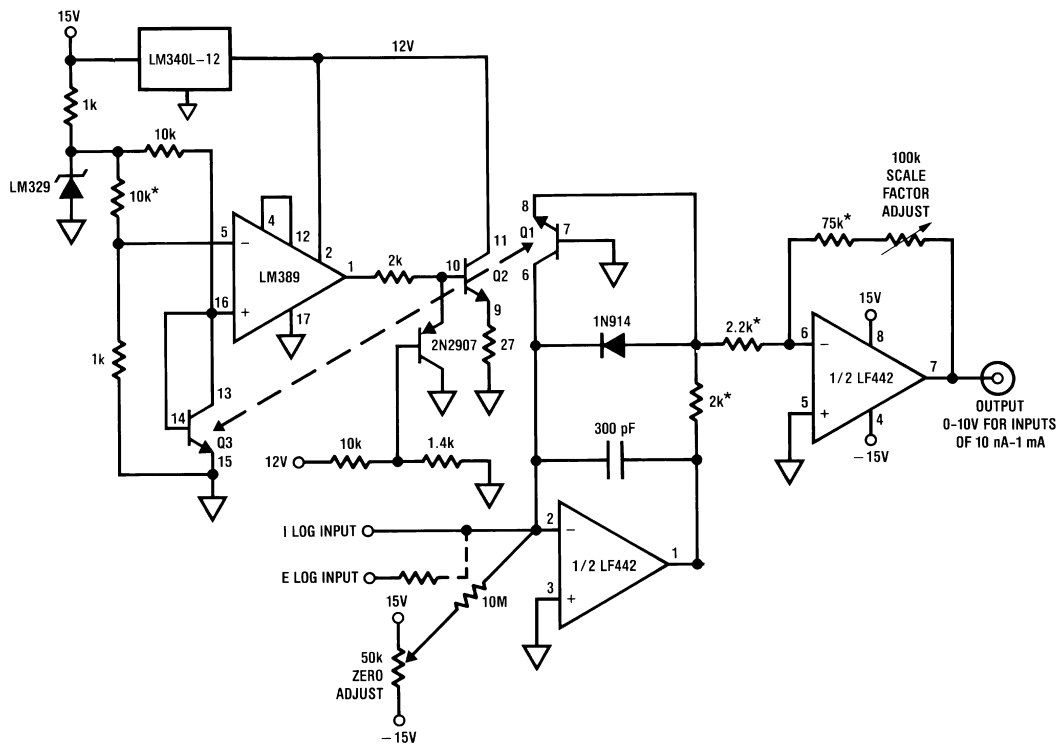 15V
LM340L-12
12V
1k
10k
LM329
10k*
5
4
12
2
−
LM389
1
2k
10
11
Q2
9
16
+
17
2N2907
27
1k
13
14
Q3
15
12V
10k
1.4k
8
Q1
7
6
1N914
2.2k*
2k*
300 pF
75k*
100k
SCALE
FACTOR
ADJUST
15V
6
−
8
1/2 LF442
7
5
+
4
−15V
OUTPUT
0-10V FOR INPUTS
OF 10 nA-1 mA
I LOG INPUT
2
−
1/2 LF442
1
3
+
E LOG INPUT
10M
15V
50k
ZERO
ADJUST
−15V